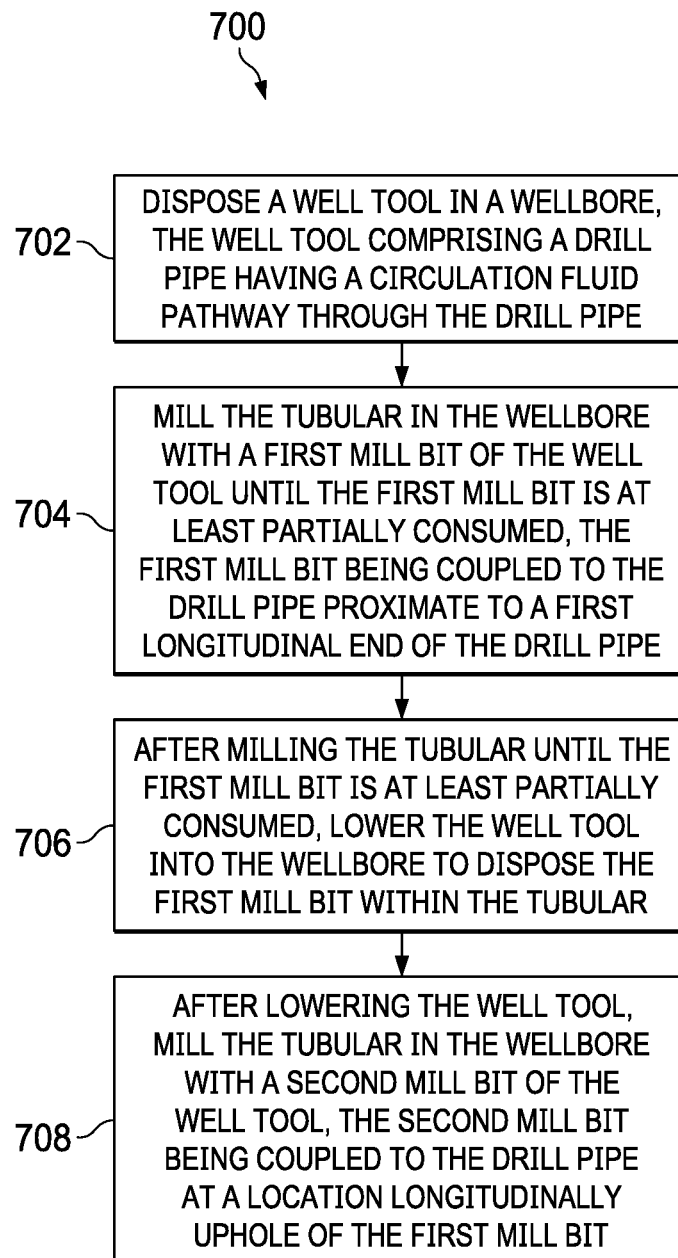 700
702
DISPOSE A WELL TOOL IN A WELLBORE,
THE WELL TOOL COMPRISING A DRILL
PIPE HAVING A CIRCULATION FLUID
PATHWAY THROUGH THE DRILL PIPE
704
MILL THE TUBULAR IN THE WELLBORE
WITH A FIRST MILL BIT OF THE WELL
TOOL UNTIL THE FIRST MILL BIT IS AT
LEAST PARTIALLY CONSUMED, THE
FIRST MILL BIT BEING COUPLED TO THE
DRILL PIPE PROXIMATE TO A FIRST
LONGITUDINAL END OF THE DRILL PIPE
706
AFTER MILLING THE TUBULAR UNTIL THE
FIRST MILL BIT IS AT LEAST PARTIALLY
CONSUMED, LOWER THE WELL TOOL
INTO THE WELLBORE TO DISPOSE THE
FIRST MILL BIT WITHIN THE TUBULAR
708
AFTER LOWERING THE WELL TOOL,
MILL THE TUBULAR IN THE WELLBORE
WITH A SECOND MILL BIT OF THE
WELL TOOL, THE SECOND MILL BIT
BEING COUPLED TO THE DRILL PIPE
AT A LOCATION LONGITUDINALLY
UPHOLE OF THE FIRST MILL BIT